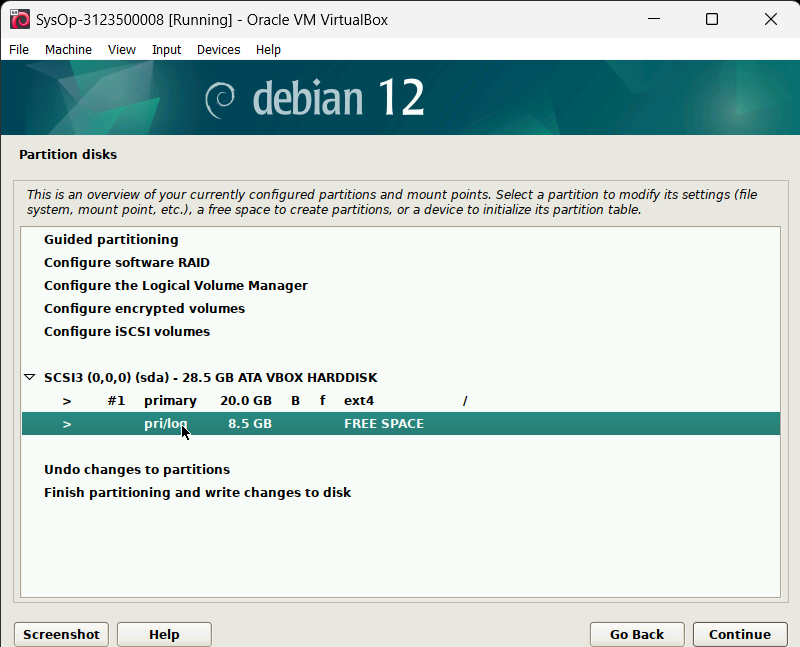 SysOp-3123500008 [Running] - Oracle VM VirtualBox
File Machine View Input Devices Help
debian 12
Partition disks
This is an overview of your currently configured partitions and mount points. Select a partition to modify its settings (file
system, mount point, etc.), a free space to create partitions, or a device to initialize its partition table.
Guided partitioning
Configure software RAID
Configure the Logical Volume Manager
Configure encrypted volumes
Configure iSCSI volumes
SCSI3 (0,0,0) (sda) - 28.5 GB ATA VBOX HARDDISK
> #1 primary 20.0 GB B f ext4 /
> pri/log 8.5 GB FREE SPACE
Undo changes to partitions
Finish partitioning and write changes to disk
Screenshot Help Go Back Continue